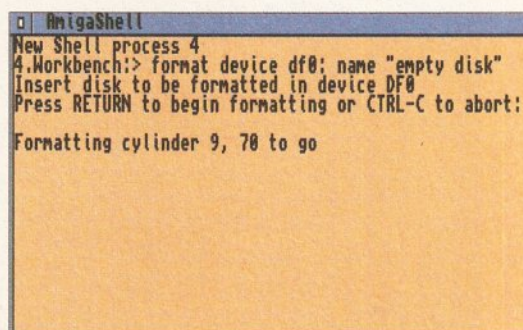 AmigaShell
New Shell process 4
4.Workbench:> format device df0: name "empty disk"
Insert disk to be formatted in device DF0
Press RETURN to begin formatting or CTRL-C to abort:
Formatting cylinder 9, 70 to go